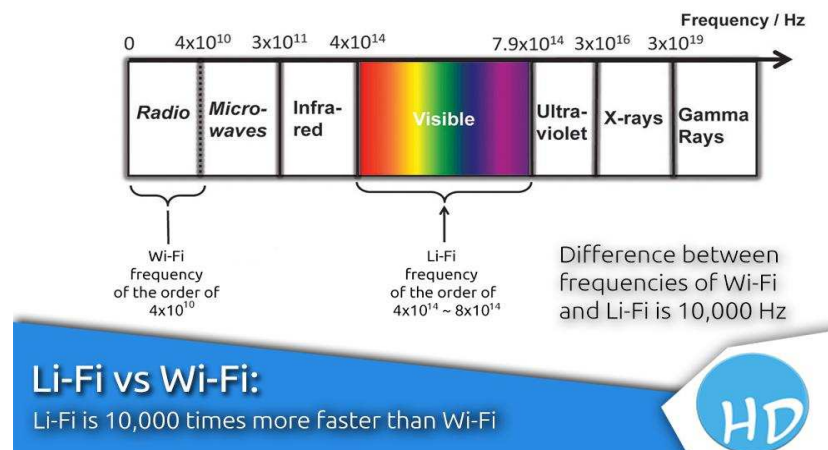 Frequency / Hz
0 4x10¹⁰ 3x10¹¹ 4x10¹⁴ 7.9x10¹⁴ 3x10¹⁶ 3x10¹⁹
Radio
Micro-
waves
Infra-
red
Visible
Ultra-
violet
X-rays
Gamma
Rays
Wi-Fi
frequency
of the order of
4x10¹⁰
Li-Fi
frequency
of the order of
4x10¹⁴ ~ 8x10¹⁴
Difference between
frequencies of Wi-Fi
and Li-Fi is 10,000 Hz
Li-Fi vs Wi-Fi:
Li-Fi is 10,000 times more faster than Wi-Fi
HD